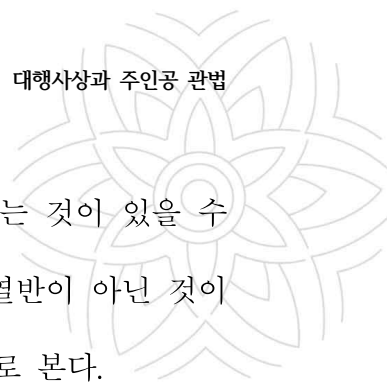 대행사상과 주인공 관법
는 것이 있을 수
열반이 아닌 것이
로 본다.